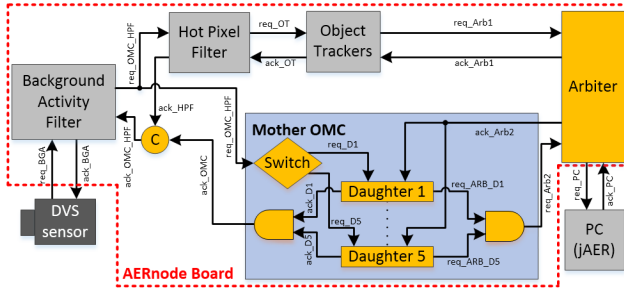 req_OMC_HPF
Hot Pixel
Filter
req_OT
ack_OT
Object
Trackers
req_Arb1
ack_Arb1
Arbiter
Background
Activity
Filter
ack_HPF
C
ack_OMC_HPF
ack_OMC
req_OMC_HPF
Mother OMC
ack_Arb2
Switch
req_D1
Daughter 1
ack_D1
req_D5
req_ARB_D1
ack_D5
Daughter 5
req_ARB_D5
req_Arb2
req_BGA
ack_BGA
DVS
sensor
req_PC
ack_PC
PC
(jAER)
AERnode Board